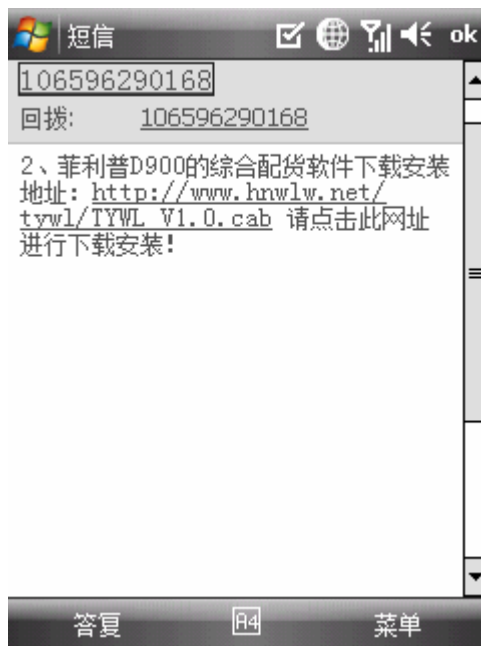 短信
ok
106596290168
回拨: 106596290168
2、菲利普D900的综合配货软件下载安装
地址: http://www.hnwlw.net/
tywl/TYWL_V1.0.cab 请点击此网址
进行下载安装!
答复
A4
菜单